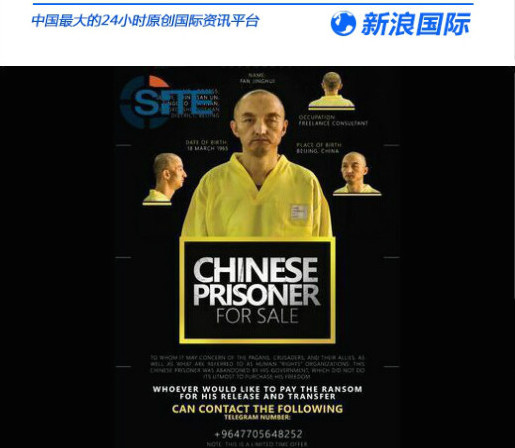 中国最大的24小时原创国际资讯平台
新浪国际
SITE
NAME:
FAN JINGHUI
OCCUPATION
FREELANCE CONSULTANT
DATE OF BIRTH
18 MARCH 1965
PLACE OF BIRTH
BEIJING, CHINA
CHINESE
PRISONER
FOR SALE
TO WHOM IT MAY CONCERN OF THE PAGANS, CRUSADERS, AND THEIR ALLIES, AS
WELL AS WHAT ARE REFERRED TO AS HUMAN "RIGHTS" ORGANIZATIONS: THIS
CHINESE PRISONER WAS ABANDONED BY HIS GOVERNMENT, WHICH DID NOT DO
ITS UTMOST TO PURCHASE HIS FREEDOM.
WHOEVER WOULD LIKE TO PAY THE RANSOM
FOR HIS RELEASE AND TRANSFER
CAN CONTACT THE FOLLOWING
TELEGRAM NUMBER:
+9647705648252
NOTE: THIS IS A LIMITED TIME OFFER